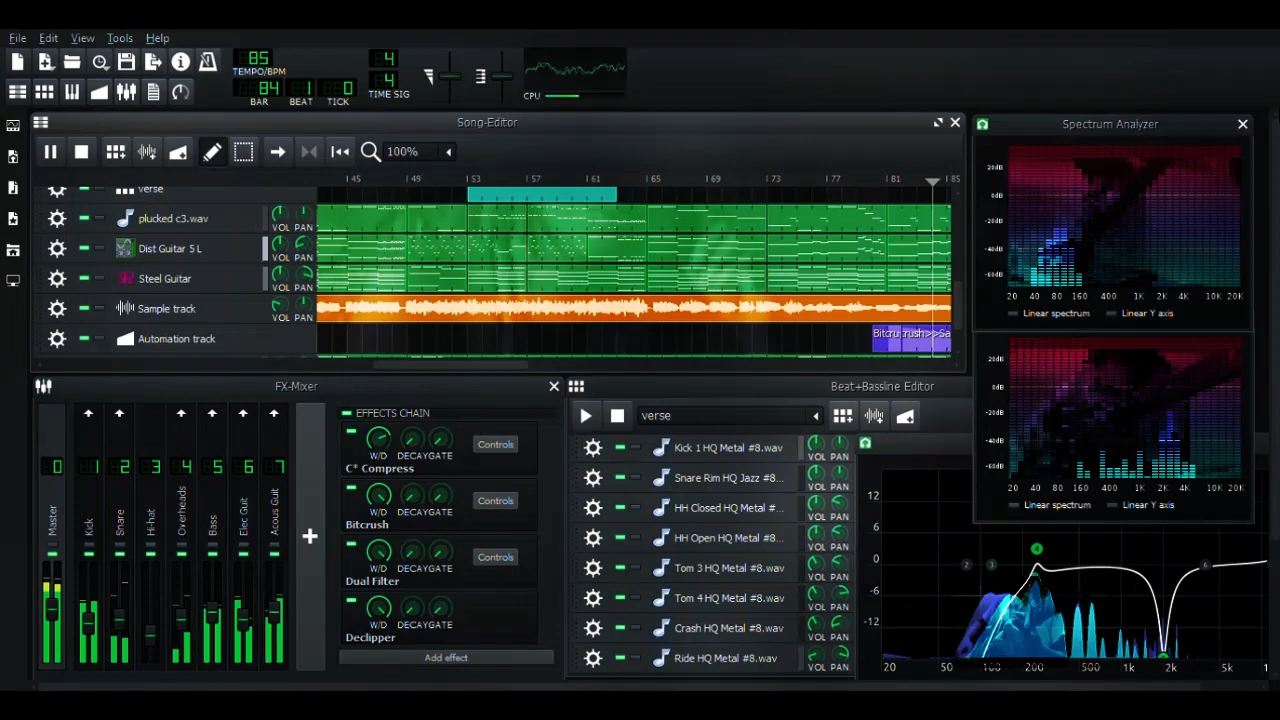 File Edit View Tools Help
85
TEMPO/BPM
84 1 0
BAR BEAT TICK
4
4
TIME SIG
CPU
Song-Editor
100%
45 49 53 57 61 65 69 73 77 81 85
verse
plucked c3.wav VOL PAN
Dist Guitar 5 L VOL PAN
Steel Guitar VOL PAN
Sample track VOL PAN
Automation track
Spectrum Analyzer
20dB
0dB
-20dB
-40dB
-60dB
20 40 80 160 400 1K 2K 4K 10K 20K
Linear spectrum Linear Y axis
20dB
0dB
-20dB
-40dB
-60dB
20 40 80 160 400 1K 2K 4K 10K 20K
Linear spectrum Linear Y axis
FX-Mixer
0 1 2 3 4 5 6 7
Master Kick Snare Hi-hat Overheads Bass Elec Guit Acous Guit
EFFECTS CHAIN
W/D DECAY GATE Controls
C* Compress
W/D DECAY GATE Controls
Bitcrush
W/D DECAY GATE Controls
Dual Filter
W/D DECAY GATE
Declipper
Add effect
Beat+Bassline Editor
verse
Kick 1 HQ Metal #8.wav VOL PAN
Snare Rim HQ Jazz #8... VOL PAN
HH Closed HQ Metal #... VOL PAN
HH Open HQ Metal #8... VOL PAN
Tom 3 HQ Metal #8.wav VOL PAN
Tom 4 HQ Metal #8.wav VOL PAN
Crash HQ Metal #8.wav VOL PAN
Ride HQ Metal #8.wav VOL PAN
12
6
0
-6
-12
2 3 4 6
20 50 100 200 500 1k 2k 5k